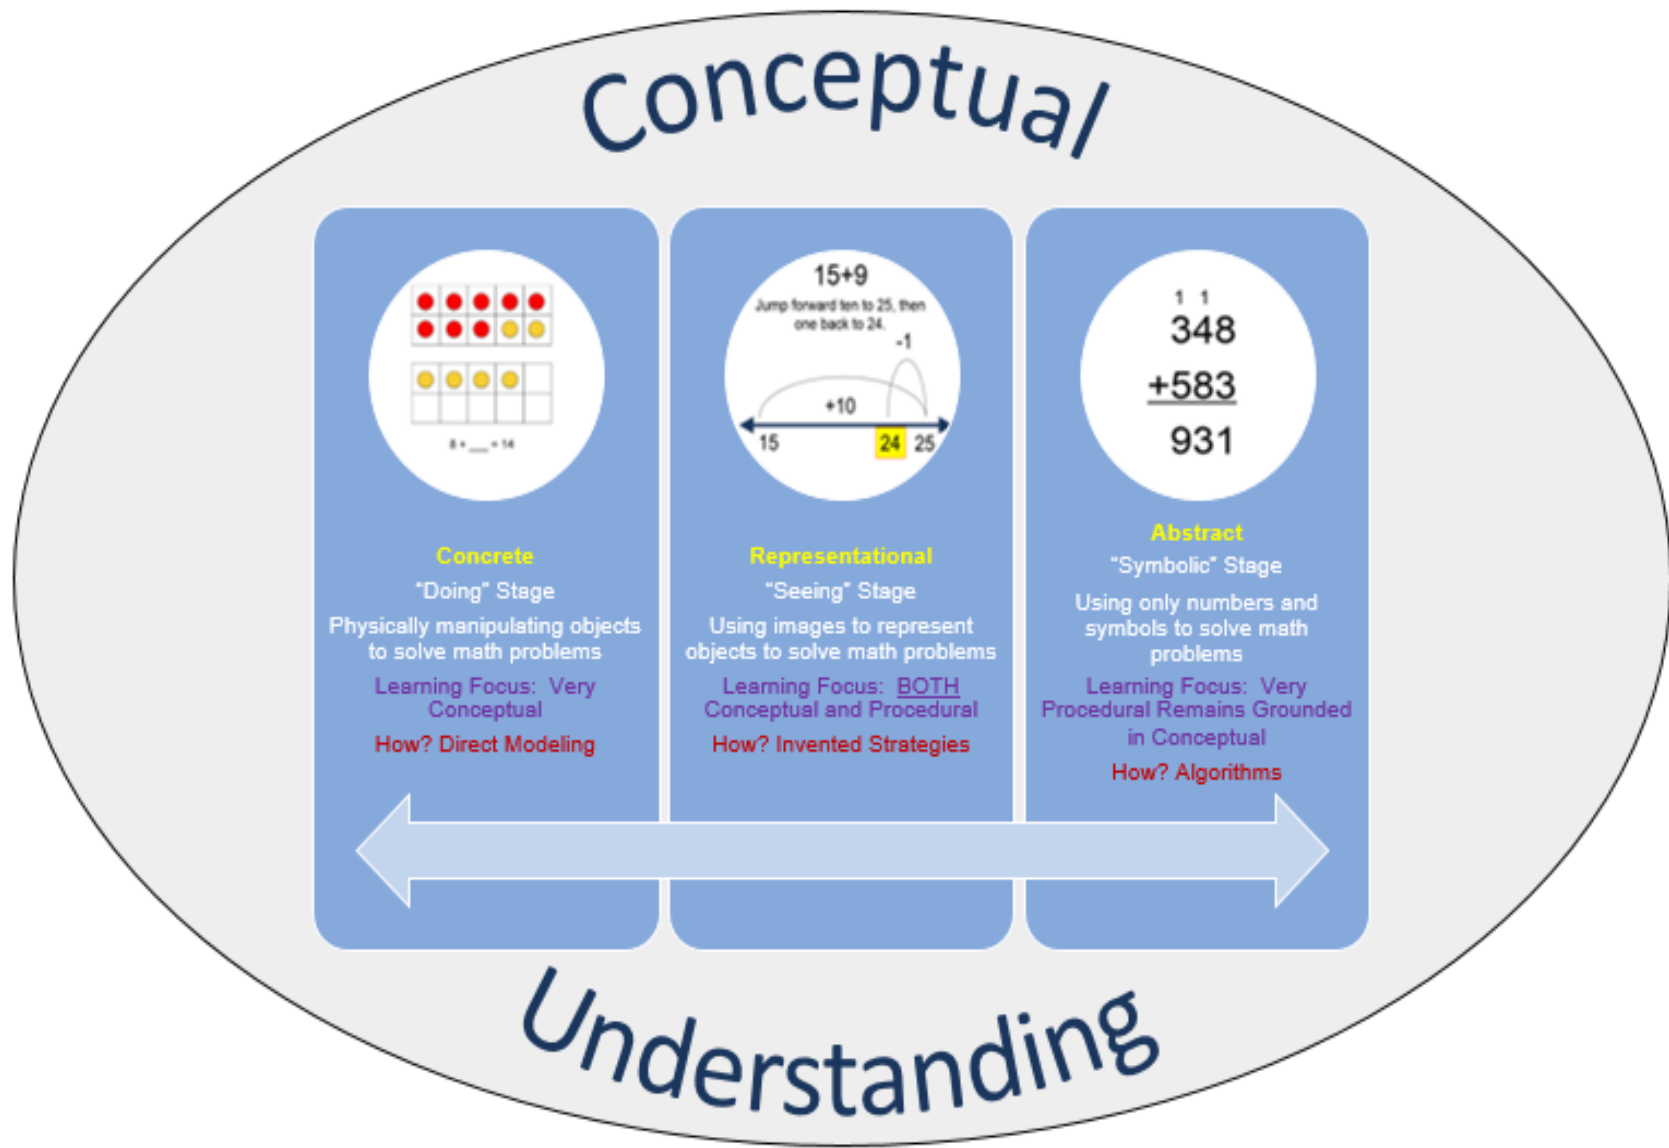 Conceptual
8 + ___ = 14
Concrete
"Doing" Stage
Physically manipulating objects
to solve math problems
Learning Focus:  Very
Conceptual
How? Direct Modeling
15+9
Jump forward ten to 25, then
one back to 24.
-1
+10
15 24 25
Representational
"Seeing" Stage
Using images to represent
objects to solve math problems
Learning Focus:  BOTH
Conceptual and Procedural
How? Invented Strategies
1 1
348
+583
931
Abstract
"Symbolic" Stage
Using only numbers and
symbols to solve math
problems
Learning Focus:  Very
Procedural Remains Grounded
in Conceptual
How? Algorithms
Understanding